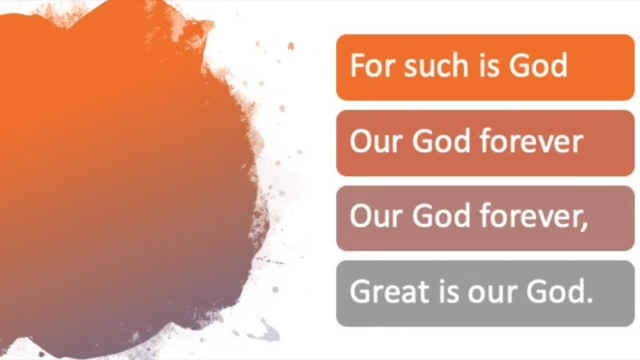 For such is God
Our God forever
Our God forever,
Great is our God.